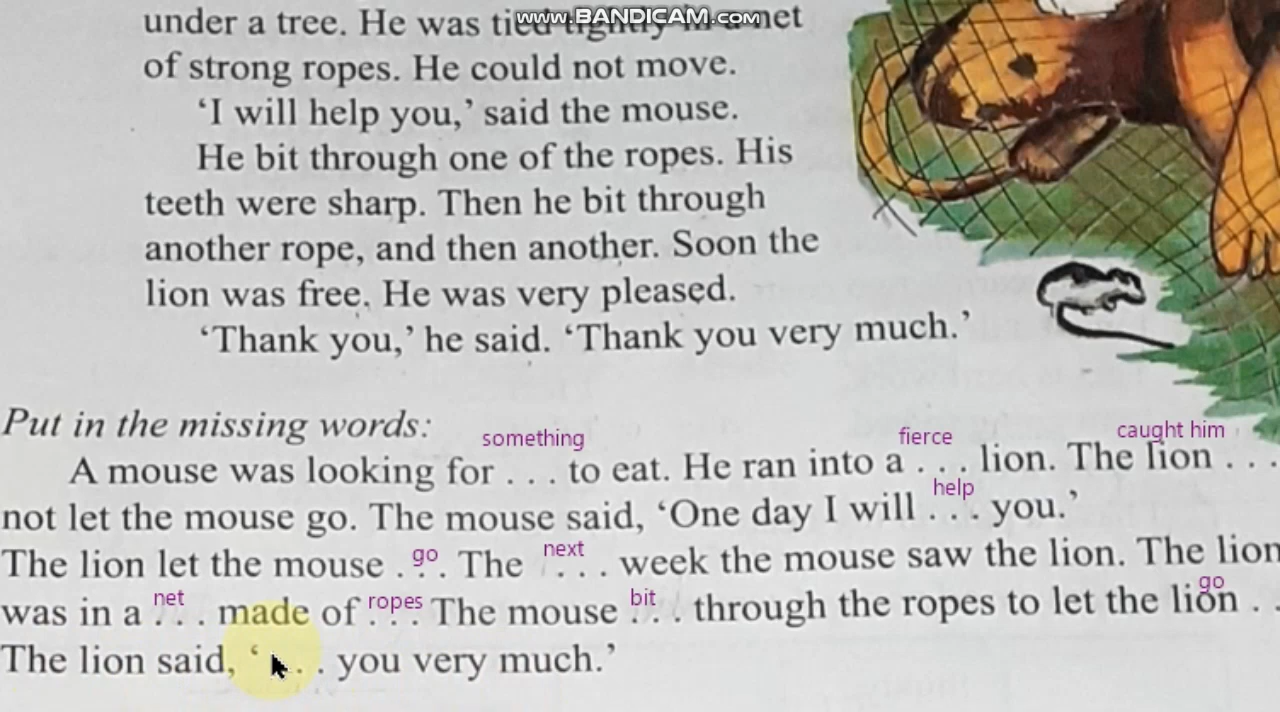 www.BANDICAM.com
under a tree. He was tied tightly in a net
of strong ropes. He could not move.
‘I will help you,’ said the mouse.
He bit through one of the ropes. His
teeth were sharp. Then he bit through
another rope, and then another. Soon the
lion was free. He was very pleased.
‘Thank you,’ he said. ‘Thank you very much.’
Put in the missing words:
something fierce caught him
A mouse was looking for . . . to eat. He ran into a . . . lion. The lion . . .
help
not let the mouse go. The mouse said, ‘One day I will . . . you.’
go next
The lion let the mouse . . . . The . . . week the mouse saw the lion. The lion
net ropes bit go
was in a . . . made of . . . . The mouse . . . through the ropes to let the lion . .
The lion said, ‘ . . . you very much.’